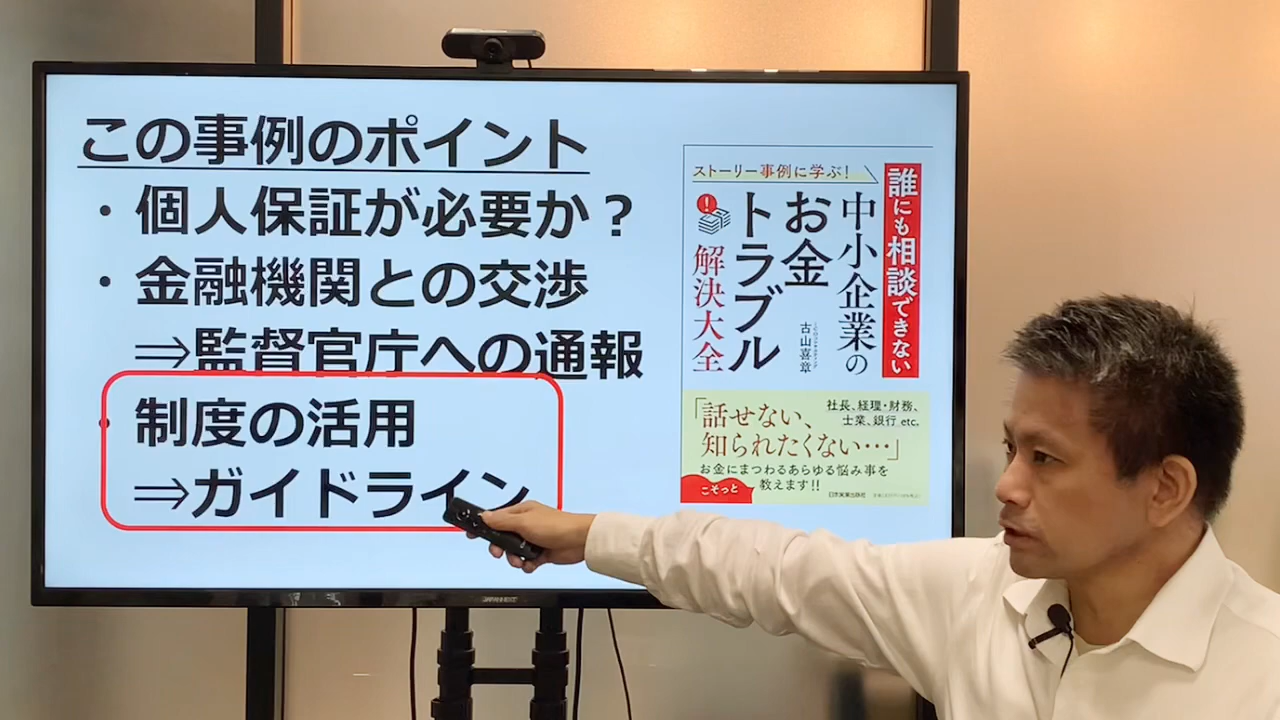 この事例のポイント
・個人保証が必要か？
・金融機関との交渉
⇒監督官庁への通報
・制度の活用
⇒ガイドライン
ストーリー事例に学ぶ！
誰にも相談できない
中小企業の
お金
トラブル
解決大全
古山喜章
「話せない、
知られたくない…」
社長、経理・財務、
士業、銀行 etc.
お金にまつわるあらゆる悩み事を
こそっと
教えます!!
日本実業出版社
JAPANNEXT